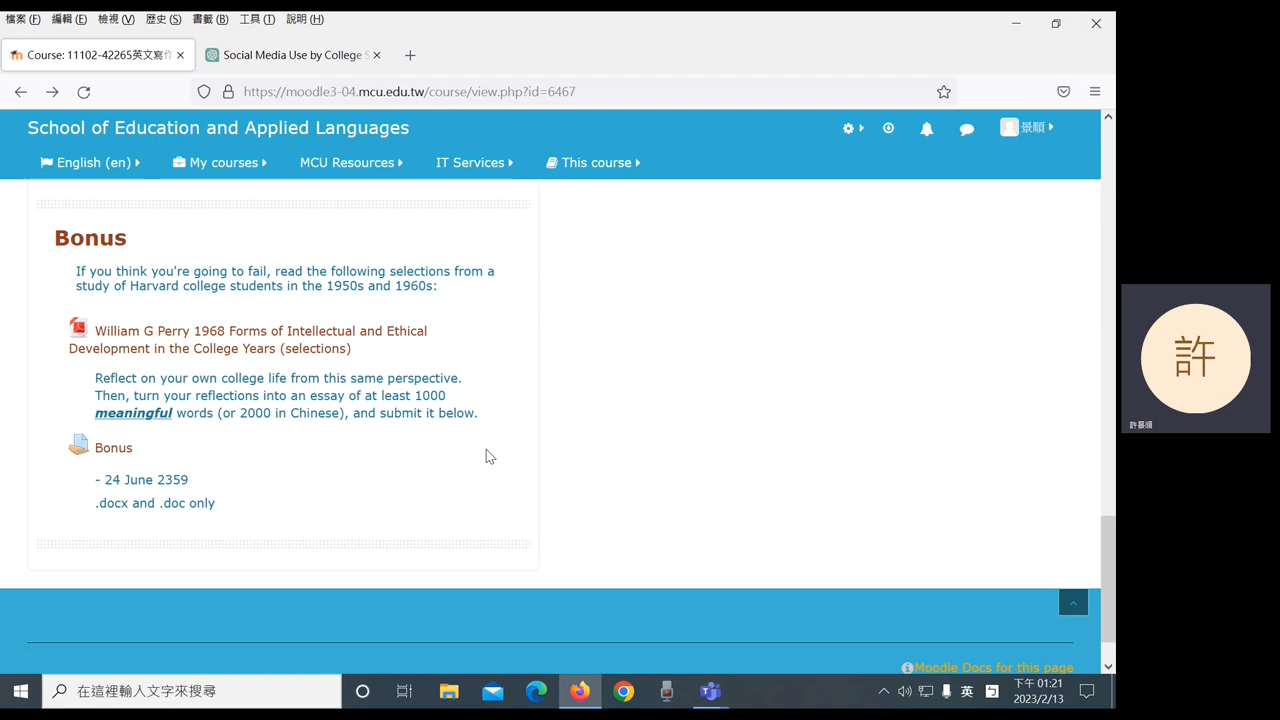 檔案 (F) 編輯 (E) 檢視 (V) 歷史 (S) 書籤 (B) 工具 (T) 說明 (H)
Course: 11102-42265英文寫作
Social Media Use by College S
https://moodle3-04.mcu.edu.tw/course/view.php?id=6467
School of Education and Applied Languages
景順
English (en)
My courses
MCU Resources
IT Services
This course
Bonus
If you think you're going to fail, read the following selections from a
study of Harvard college students in the 1950s and 1960s:
William G Perry 1968 Forms of Intellectual and Ethical
Development in the College Years (selections)
Reflect on your own college life from this same perspective.
Then, turn your reflections into an essay of at least 1000
meaningful words (or 2000 in Chinese), and submit it below.
Bonus
- 24 June 2359
.docx and .doc only
許
許景順
Moodle Docs for this page
在這裡輸入文字來搜尋
英
下午 01:21
2023/2/13